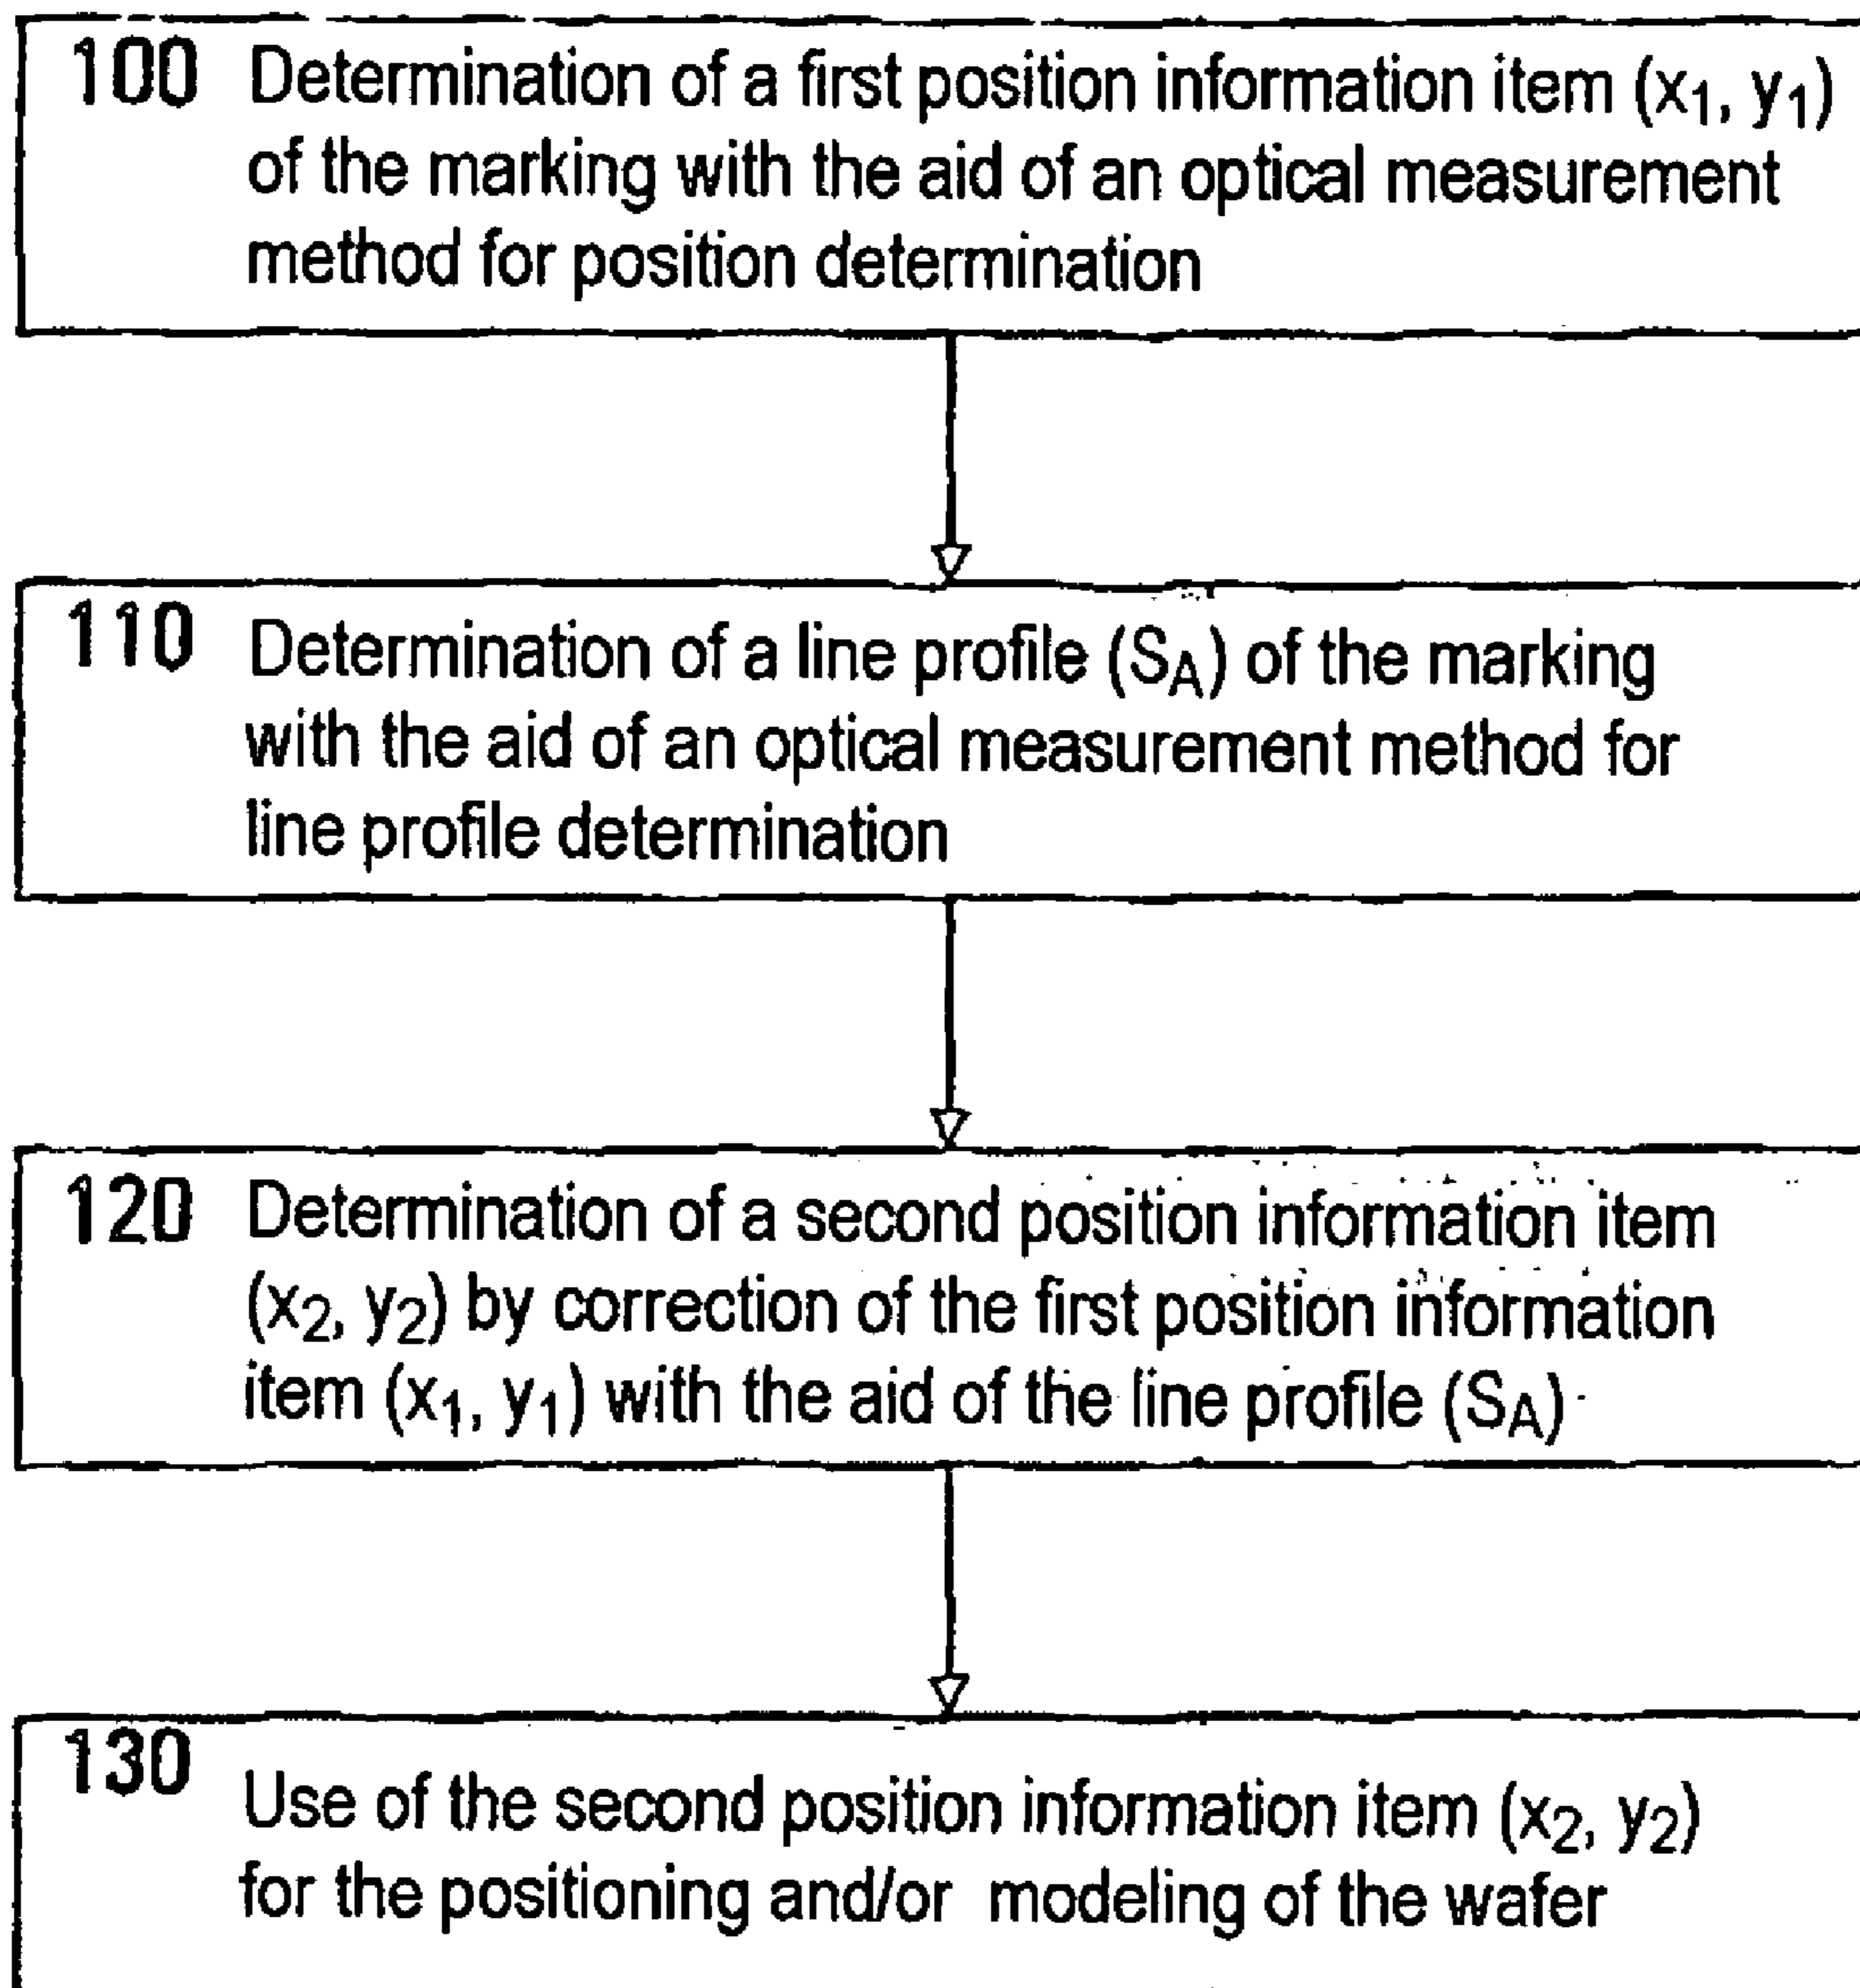 100 Determination of a first position information item (x₁, y₁)
of the marking with the aid of an optical measurement
method for position determination
110 Determination of a line profile (S_A) of the marking
with the aid of an optical measurement method for
line profile determination
120 Determination of a second position information item
(x₂, y₂) by correction of the first position information
item (x₁, y₁) with the aid of the line profile (S_A)
130
Use of the second position information item (x₂, y₂)
for the positioning and/or modeling of the wafer